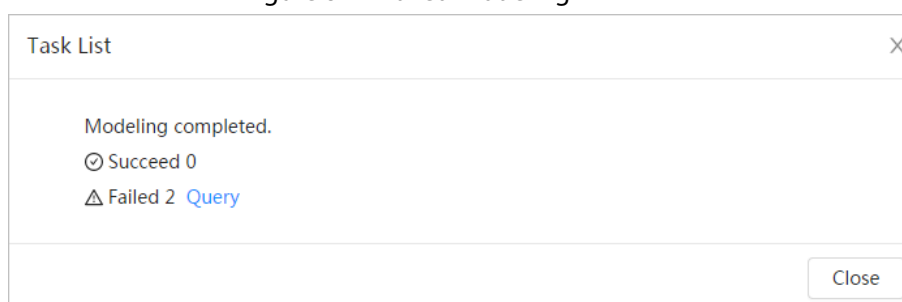 Task List
Modeling completed.
Succeed 0
Failed 2 Query
Close